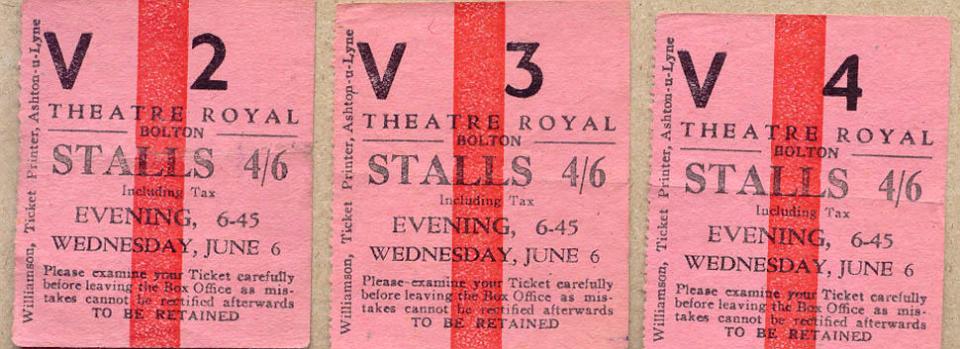 V 2
THEATRE ROYAL
BOLTON
STALLS 4/6
Including Tax
EVENING, 6-45
WEDNESDAY, JUNE 6
Please examine your Ticket carefully
before leaving the Box Office as mis-
takes cannot be rectified afterwards
TO BE RETAINED
Williamson, Ticket Printer, Ashton-u-Lyne
V 3
THEATRE ROYAL
BOLTON
STALLS 4/6
Including Tax
EVENING, 6-45
WEDNESDAY, JUNE 6
Please examine your Ticket carefully
before leaving the Box Office as mis-
takes cannot be rectified afterwards
TO BE RETAINED
Williamson, Ticket Printer, Ashton-u-Lyne
V 4
THEATRE ROYAL
BOLTON
STALLS 4/6
Including Tax
EVENING, 6-45
WEDNESDAY, JUNE 6
Please examine your Ticket carefully
before leaving the Box Office as mis-
takes cannot be rectified afterwards
TO BE RETAINED
Williamson, Ticket Printer, Ashton-u-Lyne